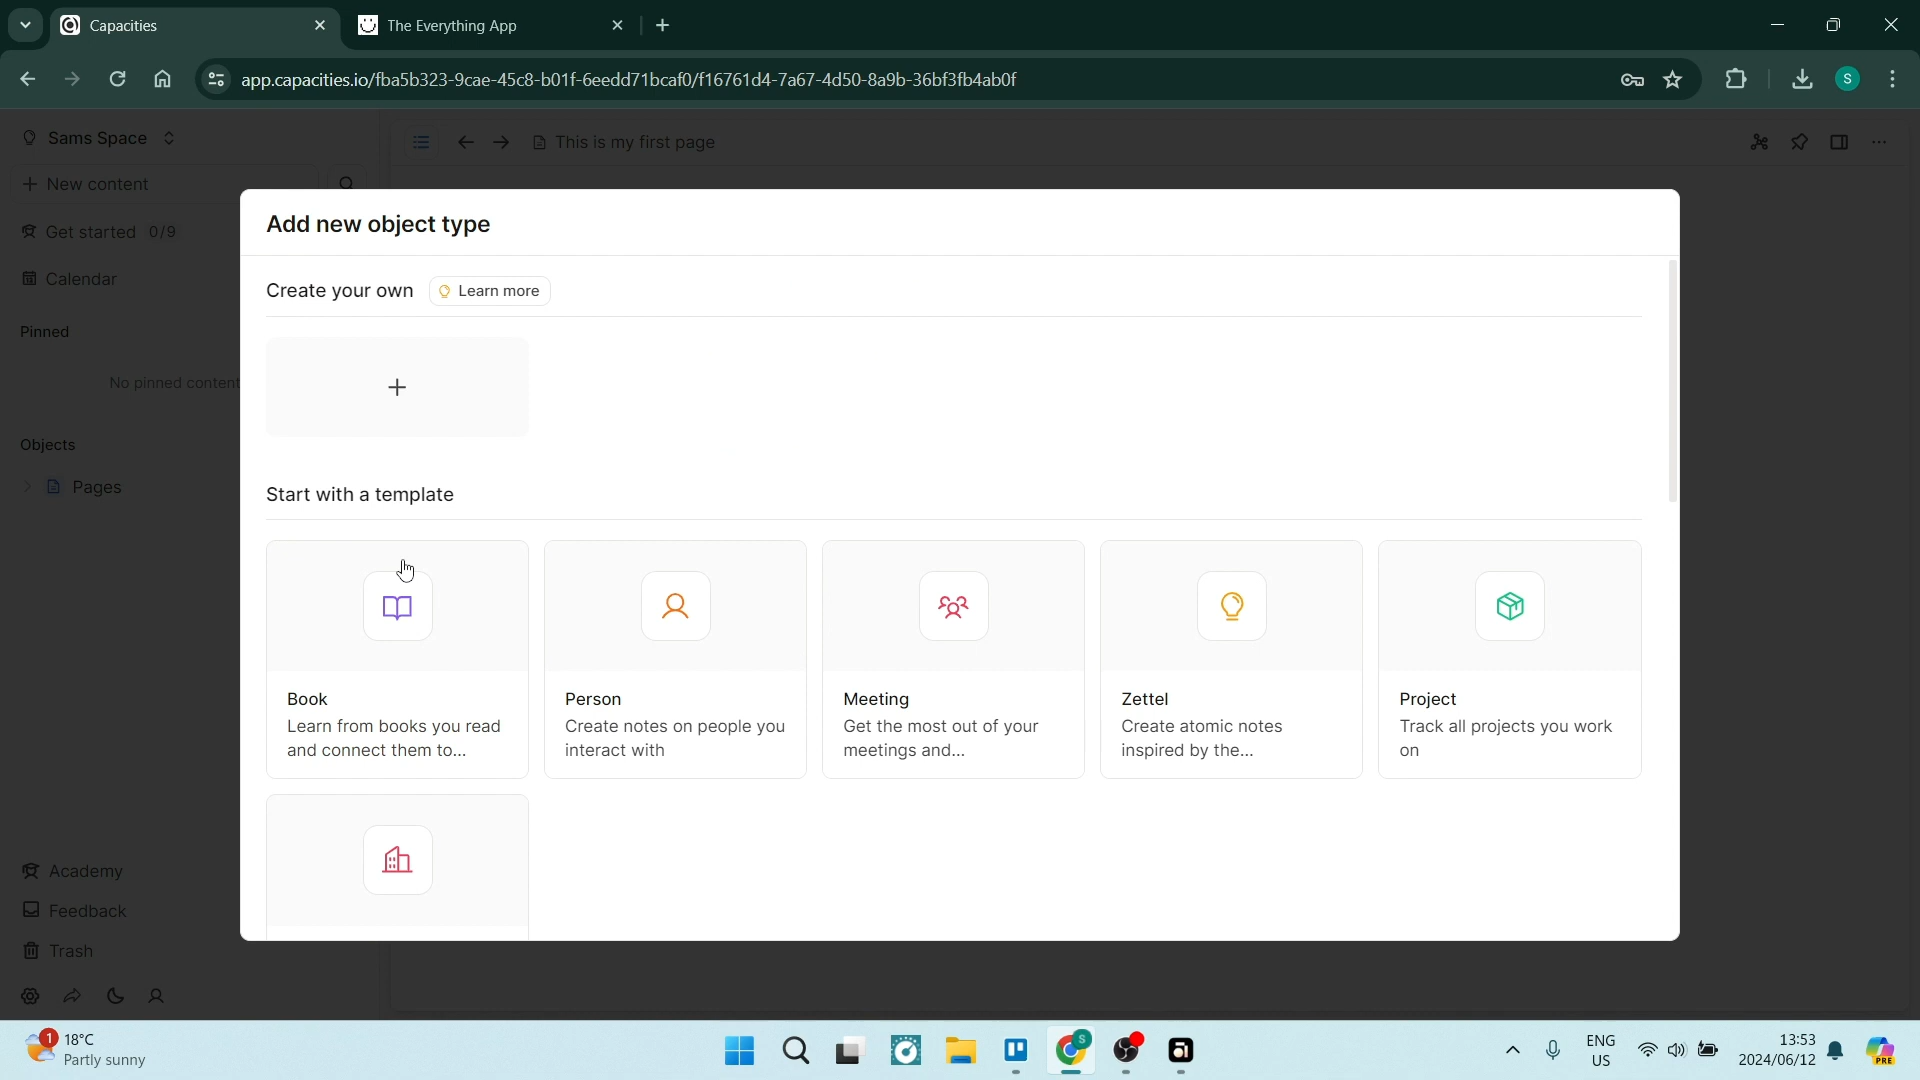 Capacities
The Everything App
app.capacities.io/fba5b323-9cae-45c8-b01f-6eedd71bcaf0/f16761d4-7a67-4d50-8a9b-36bf3fb4ab0f
S
Sams Space
This is my first page
New content
Get started 0/9
Calendar
Pinned
No pinned content
Objects
Pages
Academy
Feedback
Trash
Add new object type
Create your own
Learn more
Start with a template
Book
Learn from books you read
and connect them to...
Person
Create notes on people you
interact with
Meeting
Get the most out of your
meetings and...
Zettel
Create atomic notes
inspired by the...
Project
Track all projects you work
on
1
18°C
Partly sunny
S
ENG
US
13:53
2024/06/12
PRE